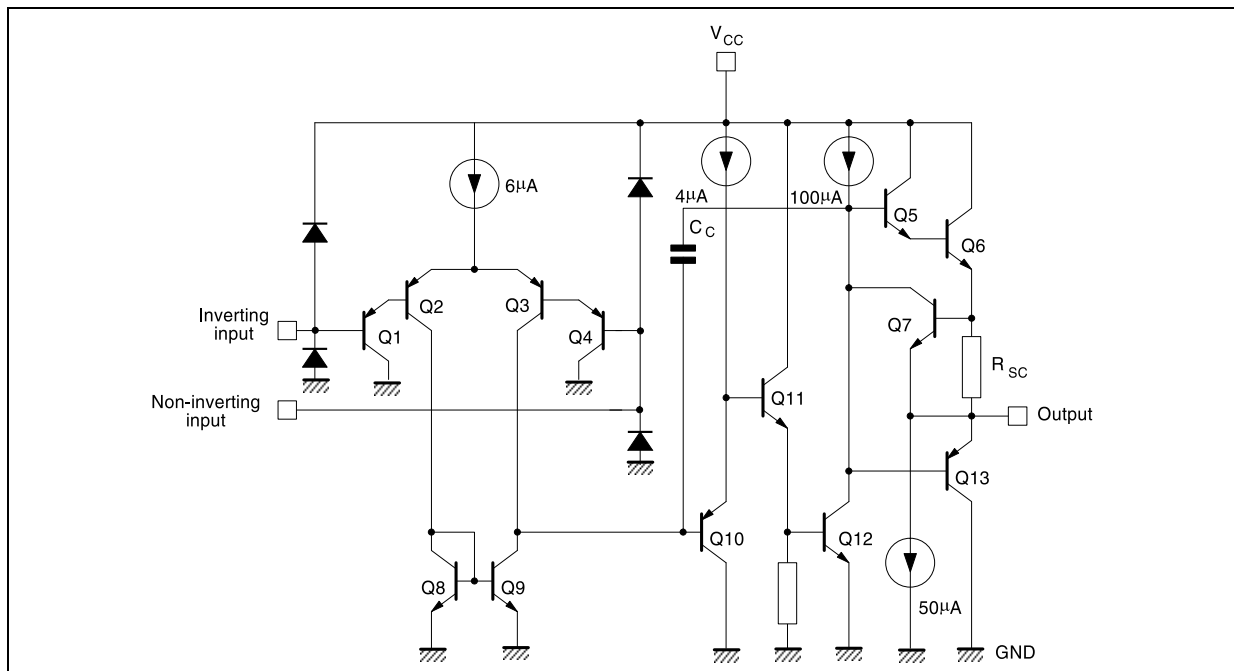 VCC
6μA
4μA
100μA
CC
Q5
Q6
Q2
Q3
Q1
Q4
Q7
Inverting
input
RSC
Non-inverting
input
Q11
Output
Q13
Q10
Q12
Q8
Q9
50μA
GND